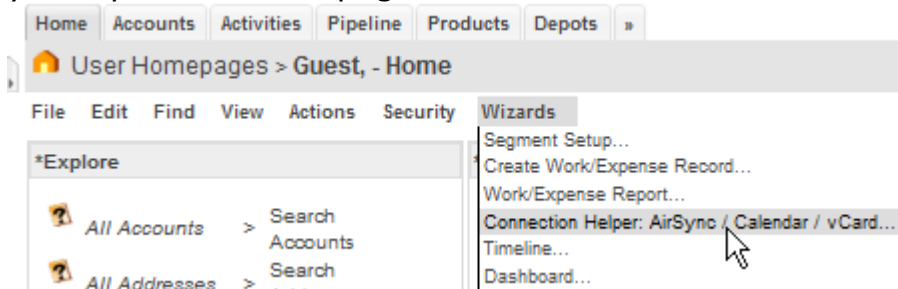 Home Accounts Activities Pipeline Products Depots »
User Homepages > Guest, - Home
File Edit Find View Actions Security Wizards
*Explore
Segment Setup...
Create Work/Expense Record...
Work/Expense Report...
Connection Helper: AirSync / Calendar / vCard...
Timeline...
Dashboard...
All Accounts > Search
Accounts
All Addresses > Search